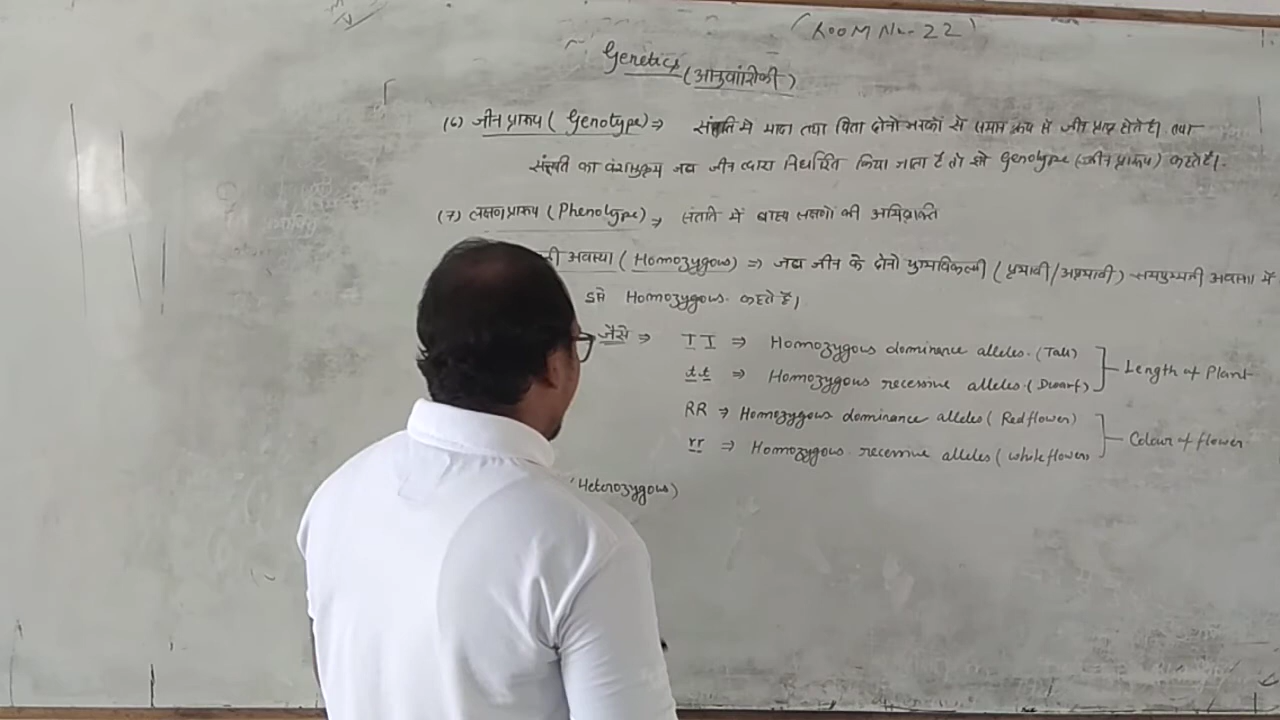 (ROOM No- 22)
Genetics (आनुवांशिकी)
(6) जीन प्रारूप ( Genotype) ⇒ संतति में माता तथा पिता दोनों जनकों से समान रूप से जीन प्राप्त होते है। तथा
संतति का वंशानुक्रम जब जीन द्वारा निर्धारित किया जाता है तो इसे Genotype (जीन प्रारूप) कहते है।
(7) लक्षण प्रारूप (Phenotype) ⇒ संतति में बाह्य लक्षणों की अभिव्यक्ति
अवस्था ( Homozygous) ⇒ जब जीन के दोनों युग्मविकल्पी ( प्रभावी/अप्रभावी) समयुग्मजी अवस्था में
इसे Homozygous कहते हैं।
जैसे ⇒ TT ⇒ Homozygous dominance alleles. (Tall)
tt ⇒ Homozygous recessive alleles. (Dwarf)
Length of Plant
RR ⇒ Homozygous dominance alleles ( Red flower)
rr ⇒ Homozygous recessive alleles ( white flower)
Colour of flower
(Heterozygous)